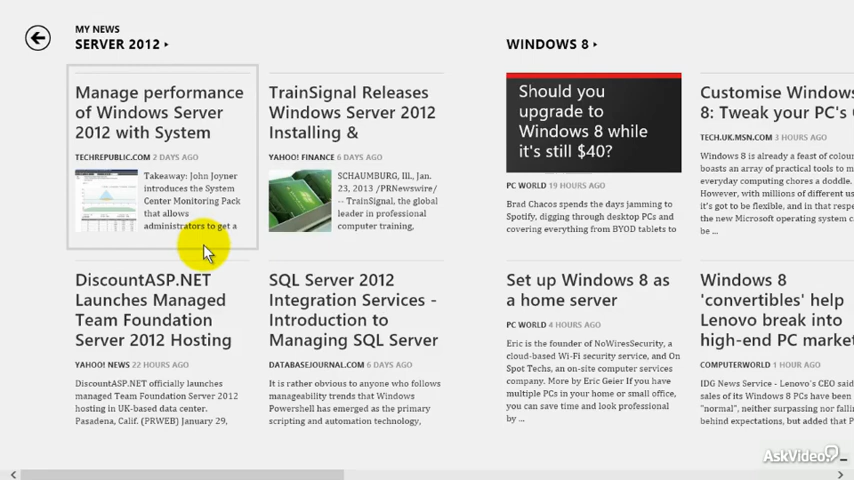 MY NEWS
SERVER 2012
Manage performance
of Windows Server
2012 with System
TECHREPUBLIC.COM 2 DAYS AGO
Takeaway: John Joyner
introduces the System
Center Monitoring Pack
that allows
administrators to get a
TrainSignal Releases
Windows Server 2012
Installing &
YAHOO! FINANCE 6 DAYS AGO
SCHAUMBURG, Ill., Jan.
23, 2013 /PRNewswire/
-- TrainSignal, the global
leader in professional
computer training,
DiscountASP.NET
Launches Managed
Team Foundation
Server 2012 Hosting
YAHOO! NEWS 22 HOURS AGO
DiscountASP.NET officially launches
managed Team Foundation Server 2012
hosting in UK-based data center.
Pasadena, Calif. (PRWEB) January 29,
SQL Server 2012
Integration Services -
Introduction to
Managing SQL Server
DATABASEJOURNAL.COM 6 DAYS AGO
It is rather obvious to anyone who follows
manageability trends that Windows
Powershell has emerged as the primary
scripting and automation technology,
WINDOWS 8
Should you
upgrade to
Windows 8 while
it's still $40?
PC WORLD 19 HOURS AGO
Brad Chacos spends the days jamming to
Spotify, digging through desktop PCs and
covering everything from BYOD tablets to
Customise Windows
8: Tweak your PC's
TECH.UK.MSN.COM 3 HOURS AGO
Windows 8 is already a feast of colou
boasts an array of practical tools to m
everyday computing chores a doddle.
However, with millions of different us
it's got to be flexible, and in that respe
the new Microsoft operating system c
be ...
Set up Windows 8 as
a home server
PC WORLD 4 HOURS AGO
Eric is the founder of NoWiresSecurity, a
cloud-based Wi-Fi security service, and On
Spot Techs, an on-site computer services
company. More by Eric Geier If you have
multiple PCs in your home or small office,
you can save time and look professional
by ...
Windows 8
'convertibles' help
Lenovo break into
high-end PC market
COMPUTERWORLD 1 HOUR AGO
IDG News Service - Lenovo's CEO said
sales of its Windows 8 PCs have been
"normal", neither surpassing nor fallin
behind expectations, but added that P
AskVideo